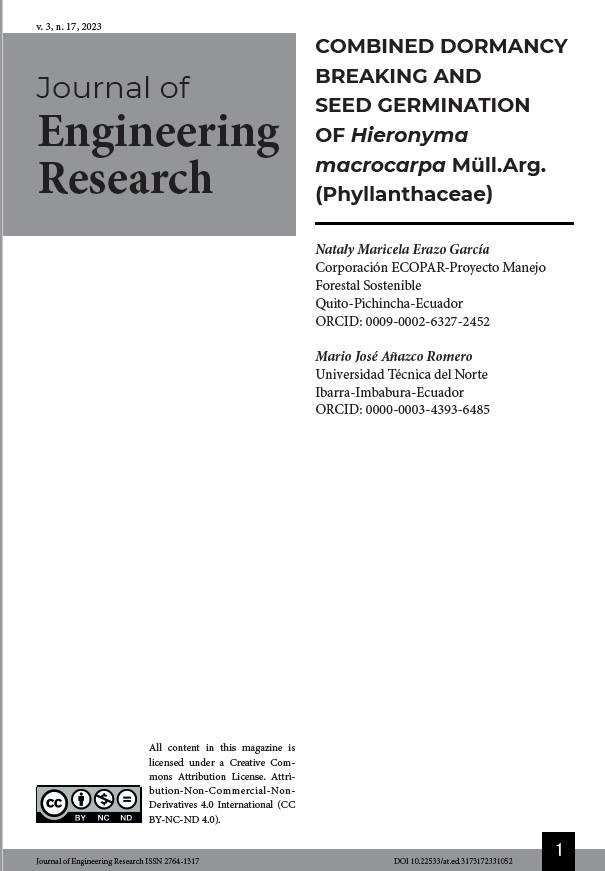 v. 3, n. 17, 2023
Journal of
Engineering
Research
COMBINED DORMANCY
BREAKING AND
SEED GERMINATION
OF Hieronyma
macrocarpa Müll.Arg.
(Phyllanthaceae)
Nataly Maricela Erazo García
Corporación ECOPAR-Proyecto Manejo
Forestal Sostenible
Quito-Pichincha-Ecuador
ORCID: 0009-0002-6327-2452
Mario José Añazco Romero
Universidad Técnica del Norte
Ibarra-Imbabura-Ecuador
ORCID: 0000-0003-4393-6485
All content in this magazine is
licensed under a Creative Com-
mons Attribution License. Attri-
bution-Non-Commercial-Non-
Derivatives 4.0 International (CC
BY-NC-ND 4.0).
cc
BY NC ND
Journal of Engineering Research ISSN 2764-1317
DOI 10.22533/at.ed.3173172331052
1